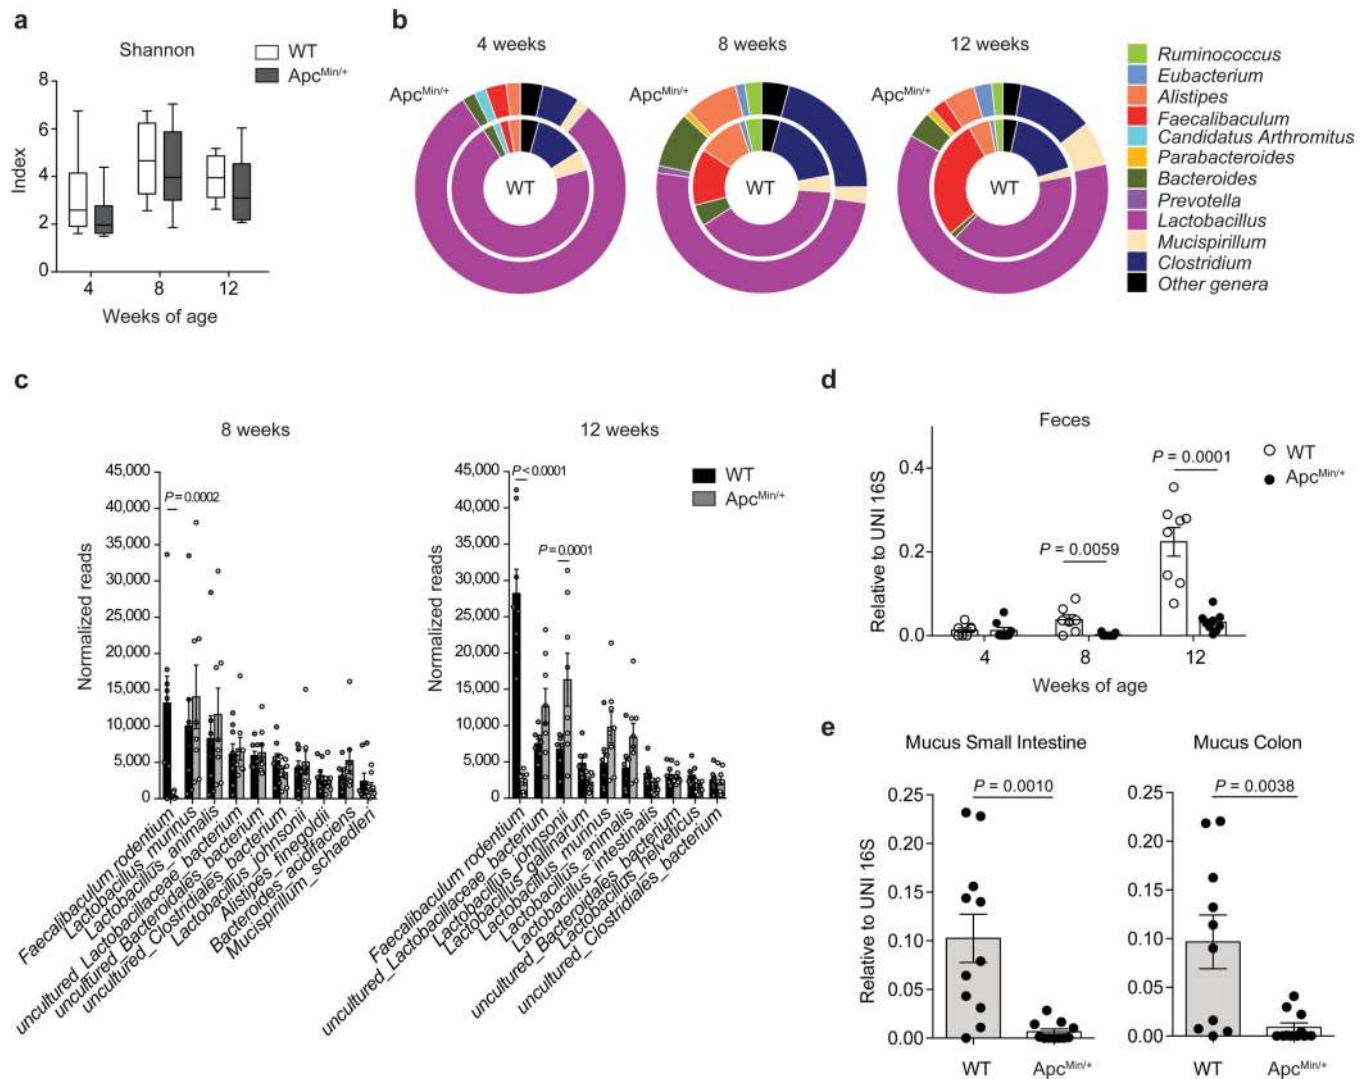 a
Shannon
WT
Apc^Min/+
8
6
4
2
0
Index
4
8
12
Weeks of age
b
4 weeks
8 weeks
12 weeks
Apc^Min/+
Apc^Min/+
Apc^Min/+
WT
WT
WT
Ruminococcus
Eubacterium
Alistipes
Faecalibaculum
Candidatus Arthromitus
Parabacteroides
Bacteroides
Prevotella
Lactobacillus
Mucispirillum
Clostridium
Other genera
c
8 weeks
45,000
40,000
35,000
30,000
25,000
20,000
15,000
10,000
5,000
0
Normalized reads
P = 0.0002
Faecalibaculum rodentium
Lactobacillus_murinus
Lactobacillus_animalis
uncultured_Lactobacillaceae_bacterium
uncultured_Bacteroidales_bacterium
uncultured_Clostridiales_bacterium
Lactobacillus_johnsonii
Alistipes_finegoldii
Bacteroides_acidifaciens
Mucispirilium_schaedleri
12 weeks
WT
Apc^Min/+
45,000
40,000
35,000
30,000
25,000
20,000
15,000
10,000
5,000
0
Normalized reads
P < 0.0001
P = 0.0001
Faecalibaculum rodentium
uncultured_Lactobacillaceae_bacterium
Lactobacillus_johnsonii
Lactobacillus_gallinarum
Lactobacillus_murinus
Lactobacillus_animalis
Lactobacillus_intestinalis
uncultured_Bacteroidales_bacterium
Lactobacillus_helveticus
uncultured_Clostridiales_bacterium
d
Feces
WT
Apc^Min/+
P = 0.0001
P = 0.0059
0.4
0.2
0.0
Relative to UNI 16S
4
8
12
Weeks of age
e
Mucus Small Intestine
P = 0.0010
0.25
0.20
0.15
0.10
0.05
0.00
Relative to UNI 16S
WT
Apc^Min/+
Mucus Colon
P = 0.0038
0.25
0.20
0.15
0.10
0.05
0.00
WT
Apc^Min/+